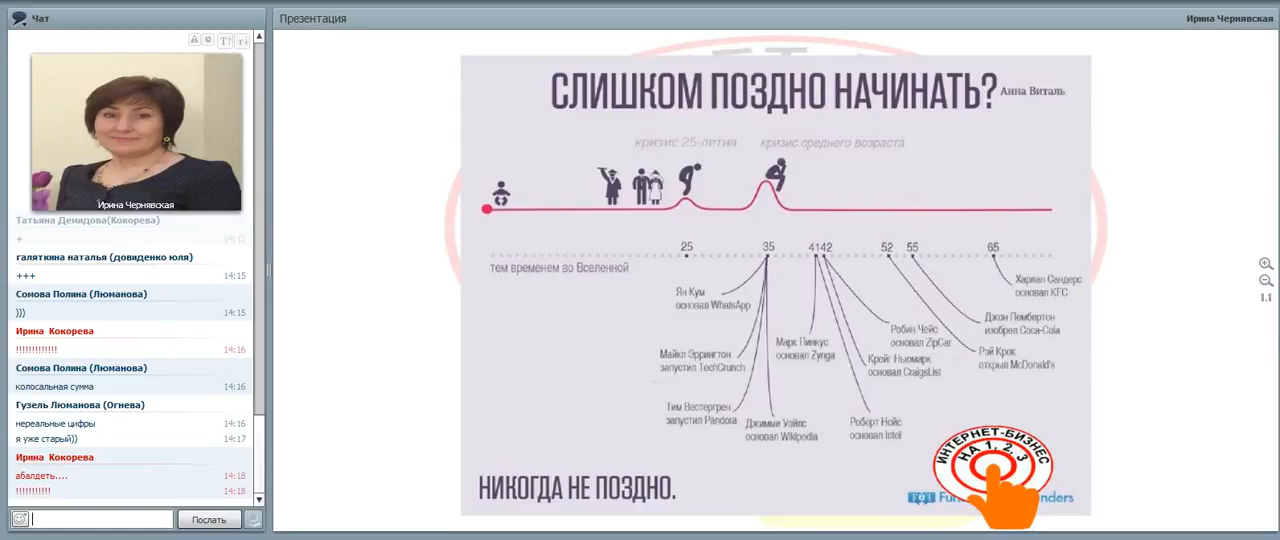 Чат
Ирина Чернявская
Татьяна Демидова(Кокорева)
+
14:15
галяткина наталья (довиденко юля)
+++
14:15
Сомова Полина (Люманова)
)))
14:15
Ирина Кокорева
!!!!!!!!!!!!!
14:16
Сомова Полина (Люманова)
колосальная сумма
14:16
Гузель Люманова (Огнева)
нереальные цифры
14:16
я уже старый))
14:17
Ирина Кокорева
абалдеть....
14:18
!!!!!!!!!!!
14:18
Послать
Презентация
Ирина Чернявская
СЛИШКОМ ПОЗДНО НАЧИНАТЬ?
Анна Виталь
кризис 25-летия
кризис среднего возраста
25
35
41 42
52
55
65
тем временем во Вселенной
Ян Кум
основал WhatsApp
Майкл Эррингтон
запустил TechCrunch
Тим Вестергрен
запустил Pandora
Джимми Уэйлс
основал Wikipedia
Марк Пинкус
основал Zynga
Робин Чейс
основал ZipCar
Крейг Ньюмарк
основал CraigsList
Роберт Нойс
основал Intel
Харлан Сандерс
основал KFC
Джон Пембертон
изобрел Coca-Cola
Рэй Крок
открыл McDonald's
НИКОГДА НЕ ПОЗДНО.
ИНТЕРНЕТ-БИЗНЕС
НА 1, 2, 3
1:1